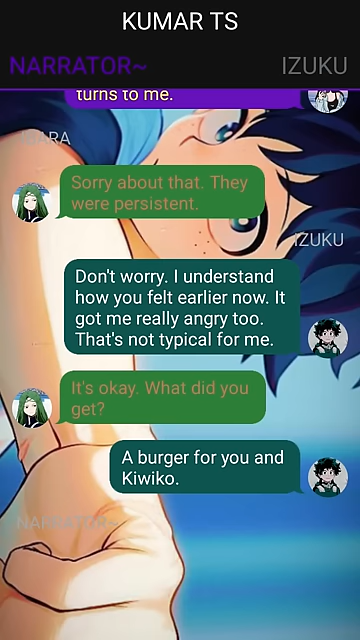 KUMAR TS
NARRATOR~
IZUKU
turns to me.
Sorry about that. They
were persistent.
IZUKU
Don't worry. I understand
how you felt earlier now. It
got me really angry too.
That's not typical for me.
It's okay. What did you
get?
A burger for you and
Kiwiko.
NARRATOR~